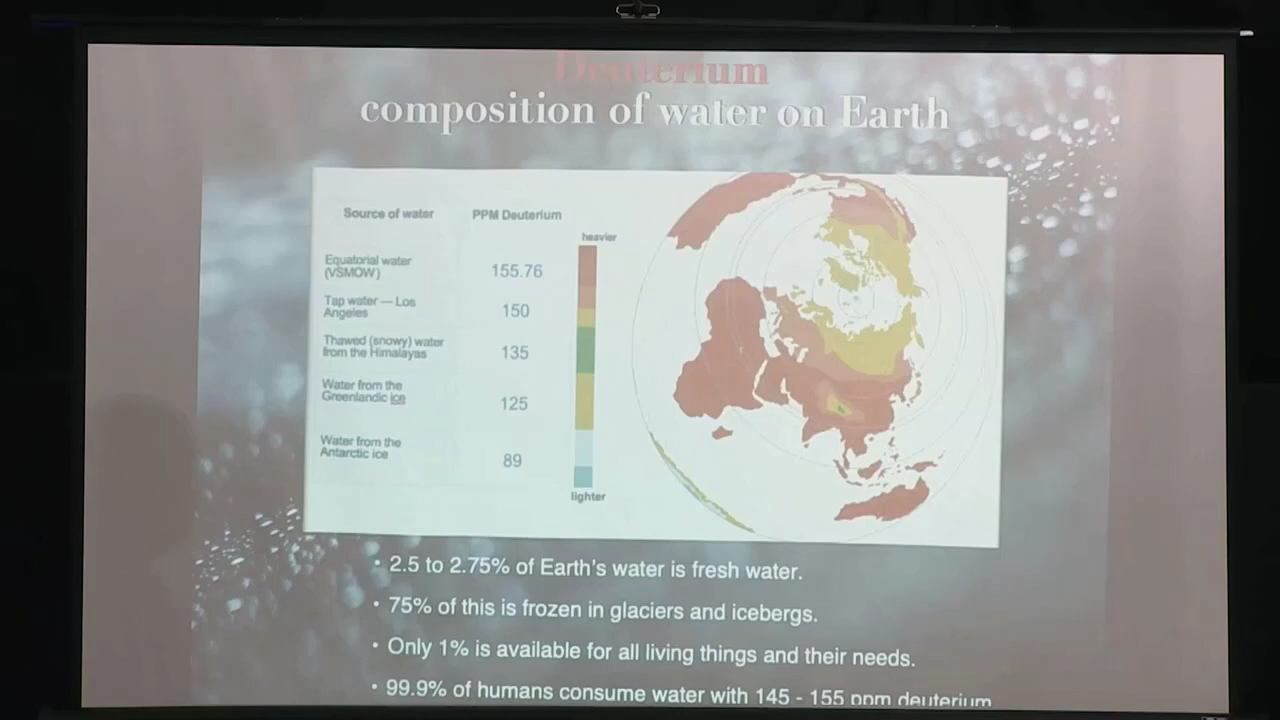 Deuterium
composition of water on Earth
Source of water
PPM Deuterium
heavier
Equatorial water
(VSMOW)
155.76
Tap water — Los
Angeles
150
Thawed (snowy) water
from the Himalayas
135
Water from the
Greenlandic ice
125
Water from the
Antarctic ice
89
lighter
• 2.5 to 2.75% of Earth's water is fresh water.
• 75% of this is frozen in glaciers and icebergs.
• Only 1% is available for all living things and their needs.
• 99.9% of humans consume water with 145 - 155 ppm deuterium